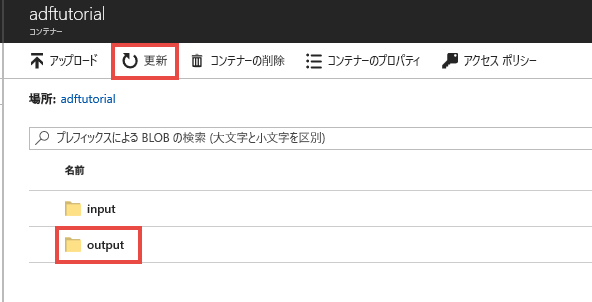 adftutorial
コンテナー
アップロード 更新 コンテナーの削除 コンテナーのプロパティ アクセス ポリシー
場所: adftutorial
プレフィックスによる BLOB の検索 (大文字と小文字を区別)
名前
input
output